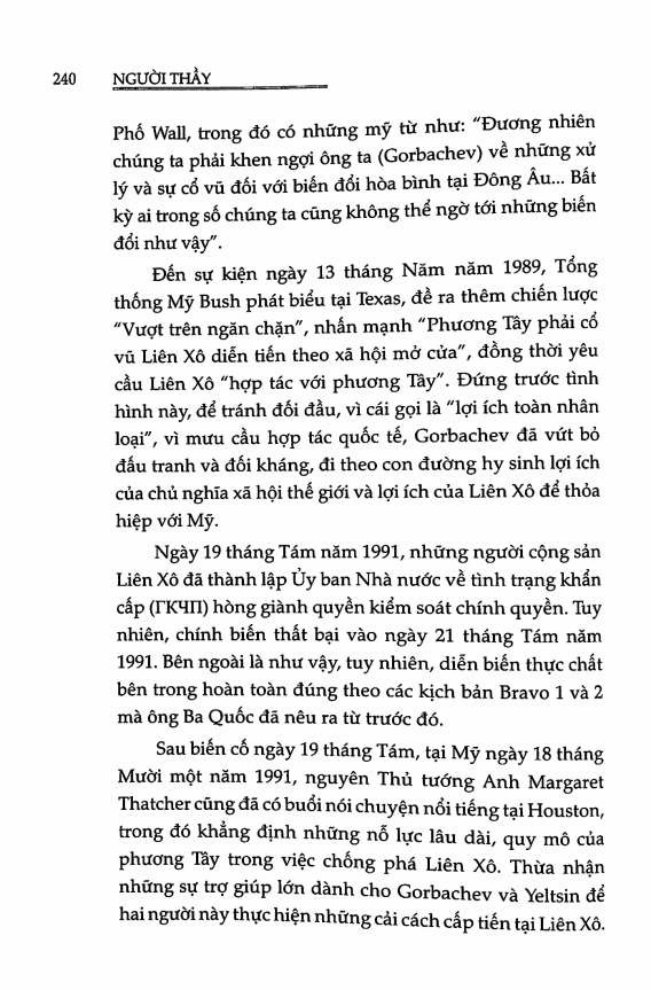 240 NGƯỜI THẦY
Phố Wall, trong đó có những mỹ từ như: "Đương nhiên
chúng ta phải khen ngợi ông ta (Gorbachev) về những xử
lý và sự cổ vũ đối với biến đổi hòa bình tại Đông Âu... Bất
kỳ ai trong số chúng ta cũng không thể ngờ tới những biến
đổi như vậy".
Đến sự kiện ngày 13 tháng Năm năm 1989, Tổng
thống Mỹ Bush phát biểu tại Texas, đề ra thêm chiến lược
"Vượt trên ngăn chặn", nhấn mạnh "Phương Tây phải cổ
vũ Liên Xô diễn tiến theo xã hội mở cửa", đồng thời yêu
cầu Liên Xô "hợp tác với phương Tây". Đứng trước tình
hình này, để tránh đối đầu, vì cái gọi là "lợi ích toàn nhân
loại", vì mưu cầu hợp tác quốc tế, Gorbachev đã vứt bỏ
đấu tranh và đối kháng, đi theo con đường hy sinh lợi ích
của chủ nghĩa xã hội thế giới và lợi ích của Liên Xô để thỏa
hiệp với Mỹ.
Ngày 19 tháng Tám năm 1991, những người cộng sản
Liên Xô đã thành lập Ủy ban Nhà nước về tình trạng khẩn
cấp (ГКЧП) hòng giành quyền kiểm soát chính quyền. Tuy
nhiên, chính biến thất bại vào ngày 21 tháng Tám năm
1991. Bên ngoài là như vậy, tuy nhiên, diễn biến thực chất
bên trong hoàn toàn đúng theo các kịch bản Bravo 1 và 2
mà ông Ba Quốc đã nêu ra từ trước đó.
Sau biến cố ngày 19 tháng Tám, tại Mỹ ngày 18 tháng
Mười một năm 1991, nguyên Thủ tướng Anh Margaret
Thatcher cũng đã có buổi nói chuyện nổi tiếng tại Houston,
trong đó khẳng định những nỗ lực lâu dài, quy mô của
phương Tây trong việc chống phá Liên Xô. Thừa nhận
những sự trợ giúp lớn dành cho Gorbachev và Yeltsin để
hai người này thực hiện những cải cách cấp tiến tại Liên Xô.